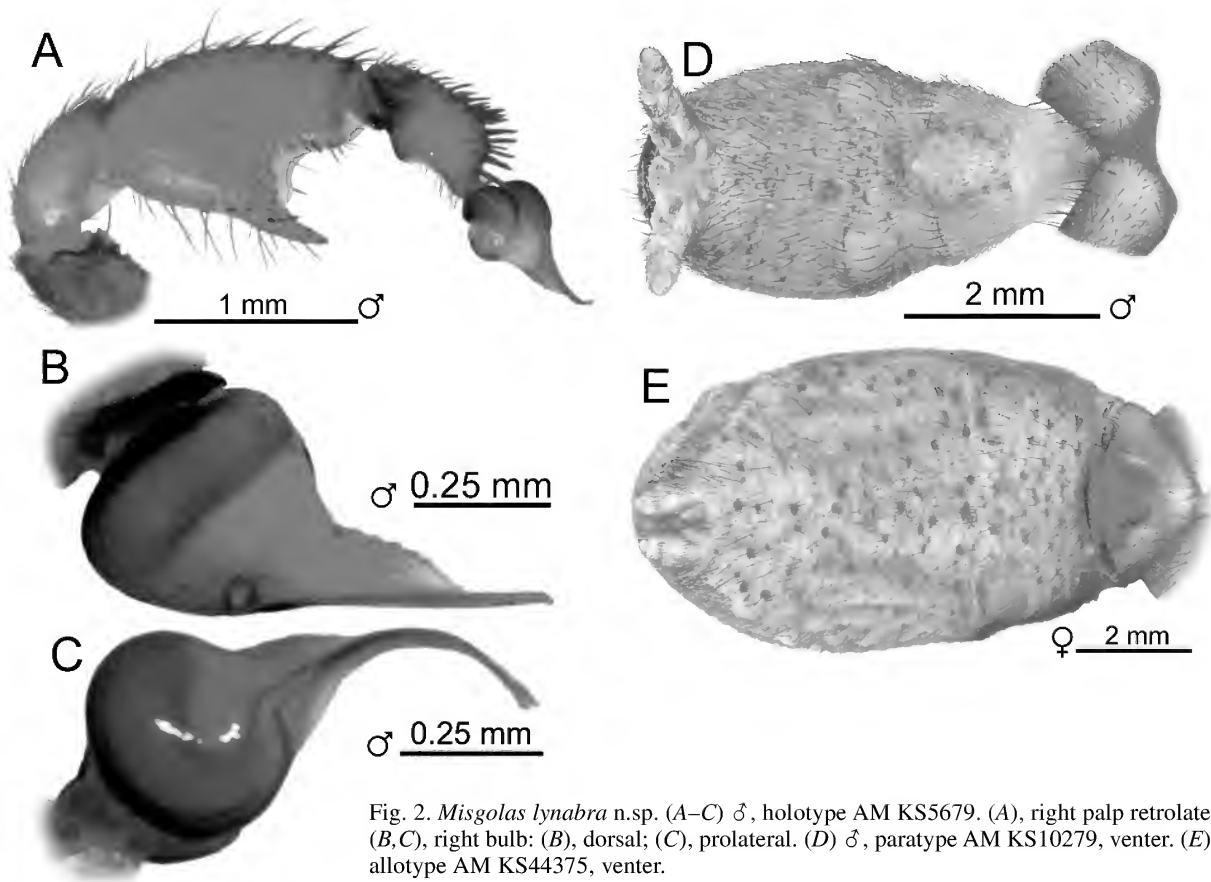 A
1 mm ♂
B
♂ 0.25 mm
C
♂ 0.25 mm
D
2 mm ♂
E
♀ 2 mm
Fig. 2. Misgolas lynabra n.sp. (A–C) ♂, holotype AM KS5679. (A), right palp retrolate
(B,C), right bulb: (B), dorsal; (C), prolateral. (D) ♂, paratype AM KS10279, venter. (E)
allotype AM KS44375, venter.